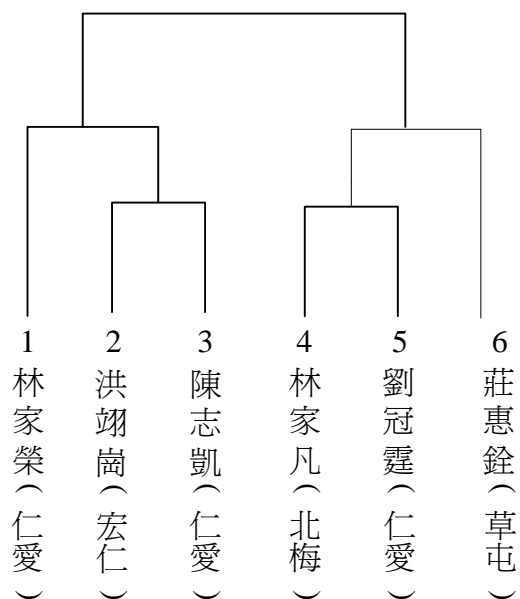 1 林家榮(仁愛)
2 洪翊崗(宏仁)
3 陳志凱(仁愛)
4 林家凡(北梅)
5 劉冠霆(仁愛)
6 莊惠銓(草屯)